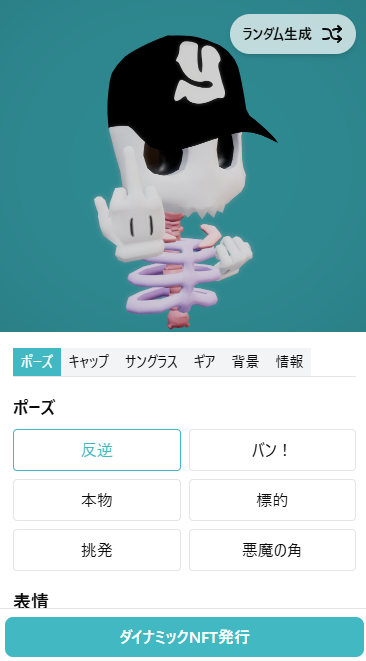 ランダム生成
y
ポーズ キャップ サングラス ギア 背景 情報
ポーズ
反逆 バン！
本物 標的
挑発 悪魔の角
表情
ダイナミックNFT発行